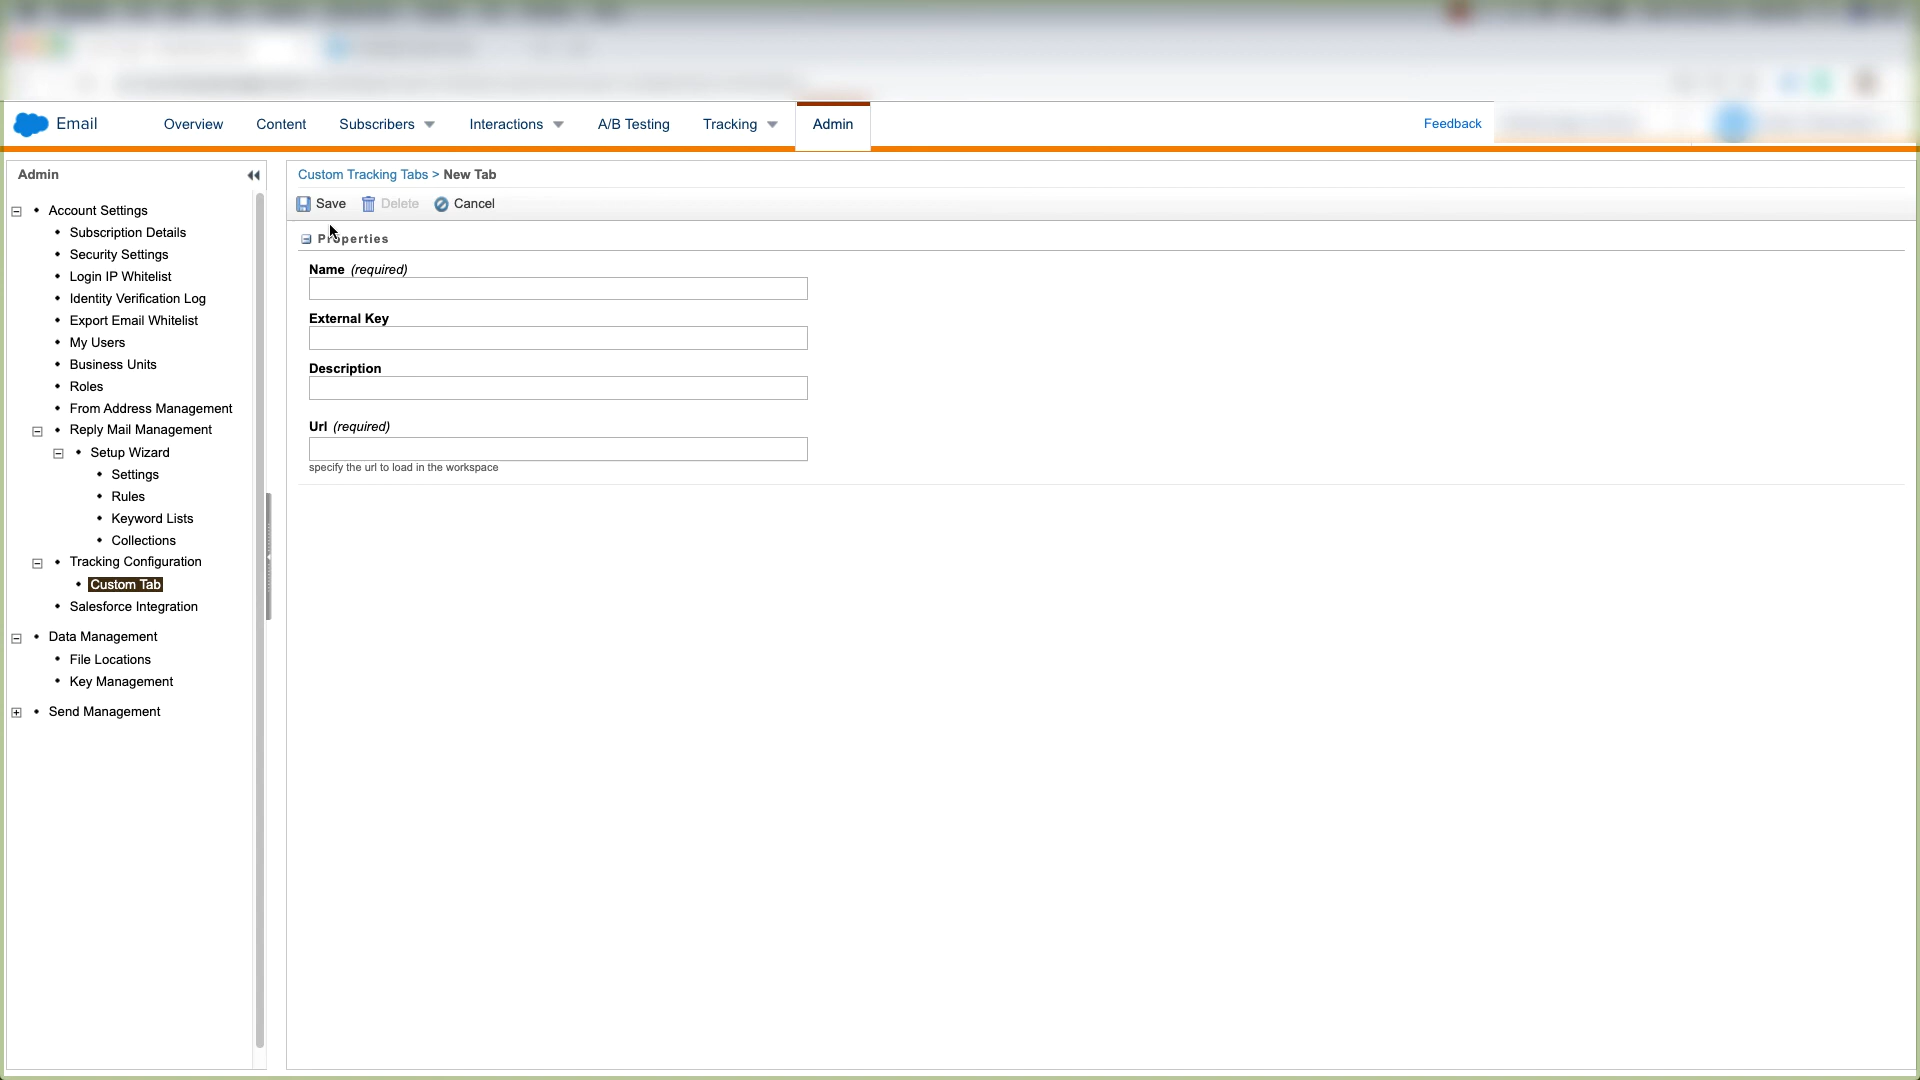 Email
Overview
Content
Subscribers
Interactions
A/B Testing
Tracking
Admin
Feedback
Admin
Account Settings
Subscription Details
Security Settings
Login IP Whitelist
Identity Verification Log
Export Email Whitelist
My Users
Business Units
Roles
From Address Management
Reply Mail Management
Setup Wizard
Settings
Rules
Keyword Lists
Collections
Tracking Configuration
Custom Tab
Salesforce Integration
Data Management
File Locations
Key Management
Send Management
Custom Tracking Tabs > New Tab
Save Delete Cancel
Properties
Name (required)
External Key
Description
Url (required)
specify the url to load in the workspace